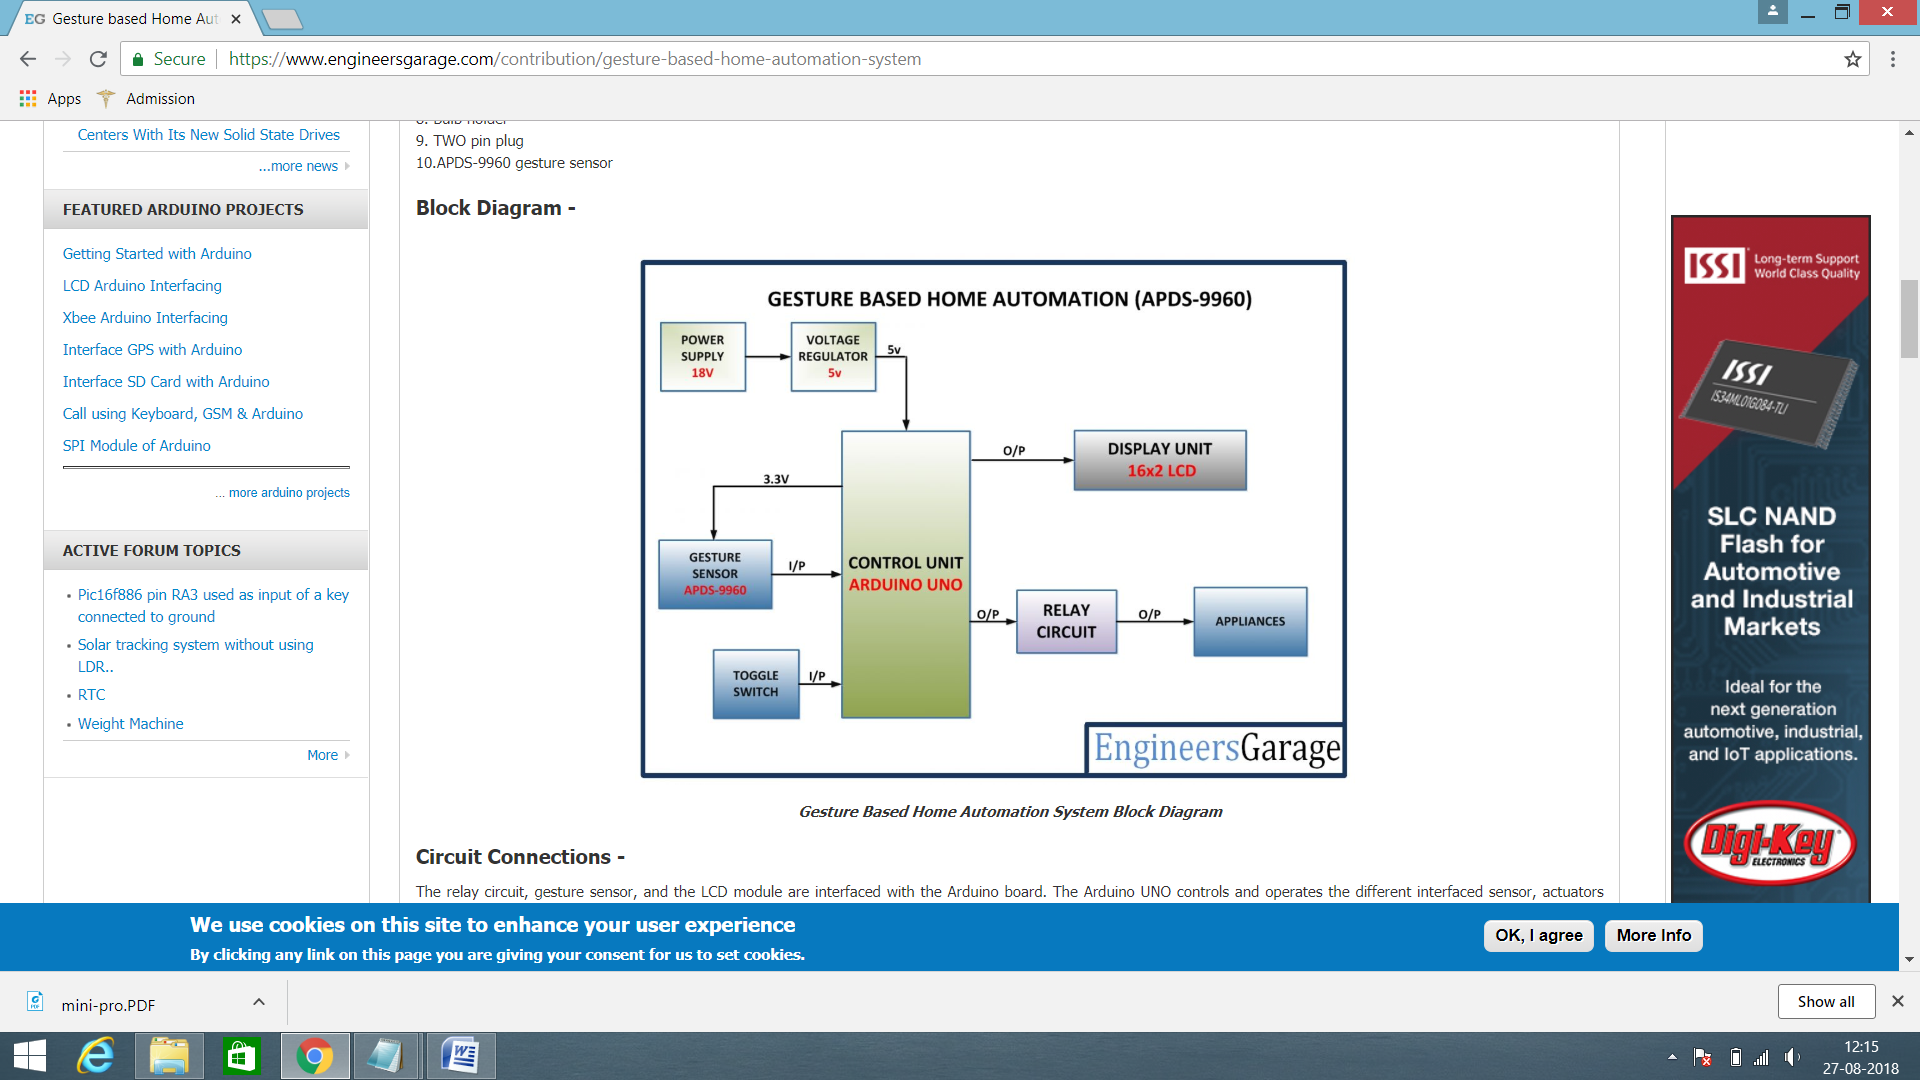 EG Gesture based Home Aut
Secure https://www.engineersgarage.com/contribution/gesture-based-home-automation-system
Apps Admission
Centers With Its New Solid State Drives
...more news
FEATURED ARDUINO PROJECTS
Getting Started with Arduino
LCD Arduino Interfacing
Xbee Arduino Interfacing
Interface GPS with Arduino
Interface SD Card with Arduino
Call using Keyboard, GSM & Arduino
SPI Module of Arduino
... more arduino projects
ACTIVE FORUM TOPICS
Pic16f886 pin RA3 used as input of a key
connected to ground
Solar tracking system without using
LDR..
RTC
Weight Machine
More
8. Bulb holder
9. TWO pin plug
10.APDS-9960 gesture sensor
Block Diagram -
GESTURE BASED HOME AUTOMATION (APDS-9960)
POWER
SUPPLY
18V
VOLTAGE
REGULATOR
5v
5v
O/P
DISPLAY UNIT
16x2 LCD
3.3V
GESTURE
SENSOR
APDS-9960
I/P
CONTROL UNIT
ARDUINO UNO
O/P
RELAY
CIRCUIT
O/P
APPLIANCES
TOGGLE
SWITCH
I/P
EngineersGarage
Gesture Based Home Automation System Block Diagram
Circuit Connections -
The relay circuit, gesture sensor, and the LCD module are interfaced with the Arduino board. The Arduino UNO controls and operates the different interfaced sensor, actuators
ISSI Long-term Support
World Class Quality
ISSI
IS34ML01G084-TLI
SLC NAND
Flash for
Automotive
and Industrial
Markets
Ideal for the
next generation
automotive, industrial,
and IoT applications.
Digi-Key
ELECTRONICS
We use cookies on this site to enhance your user experience
By clicking any link on this page you are giving your consent for us to set cookies.
OK, I agree More Info
mini-pro.PDF
Show all
12:15
27-08-2018